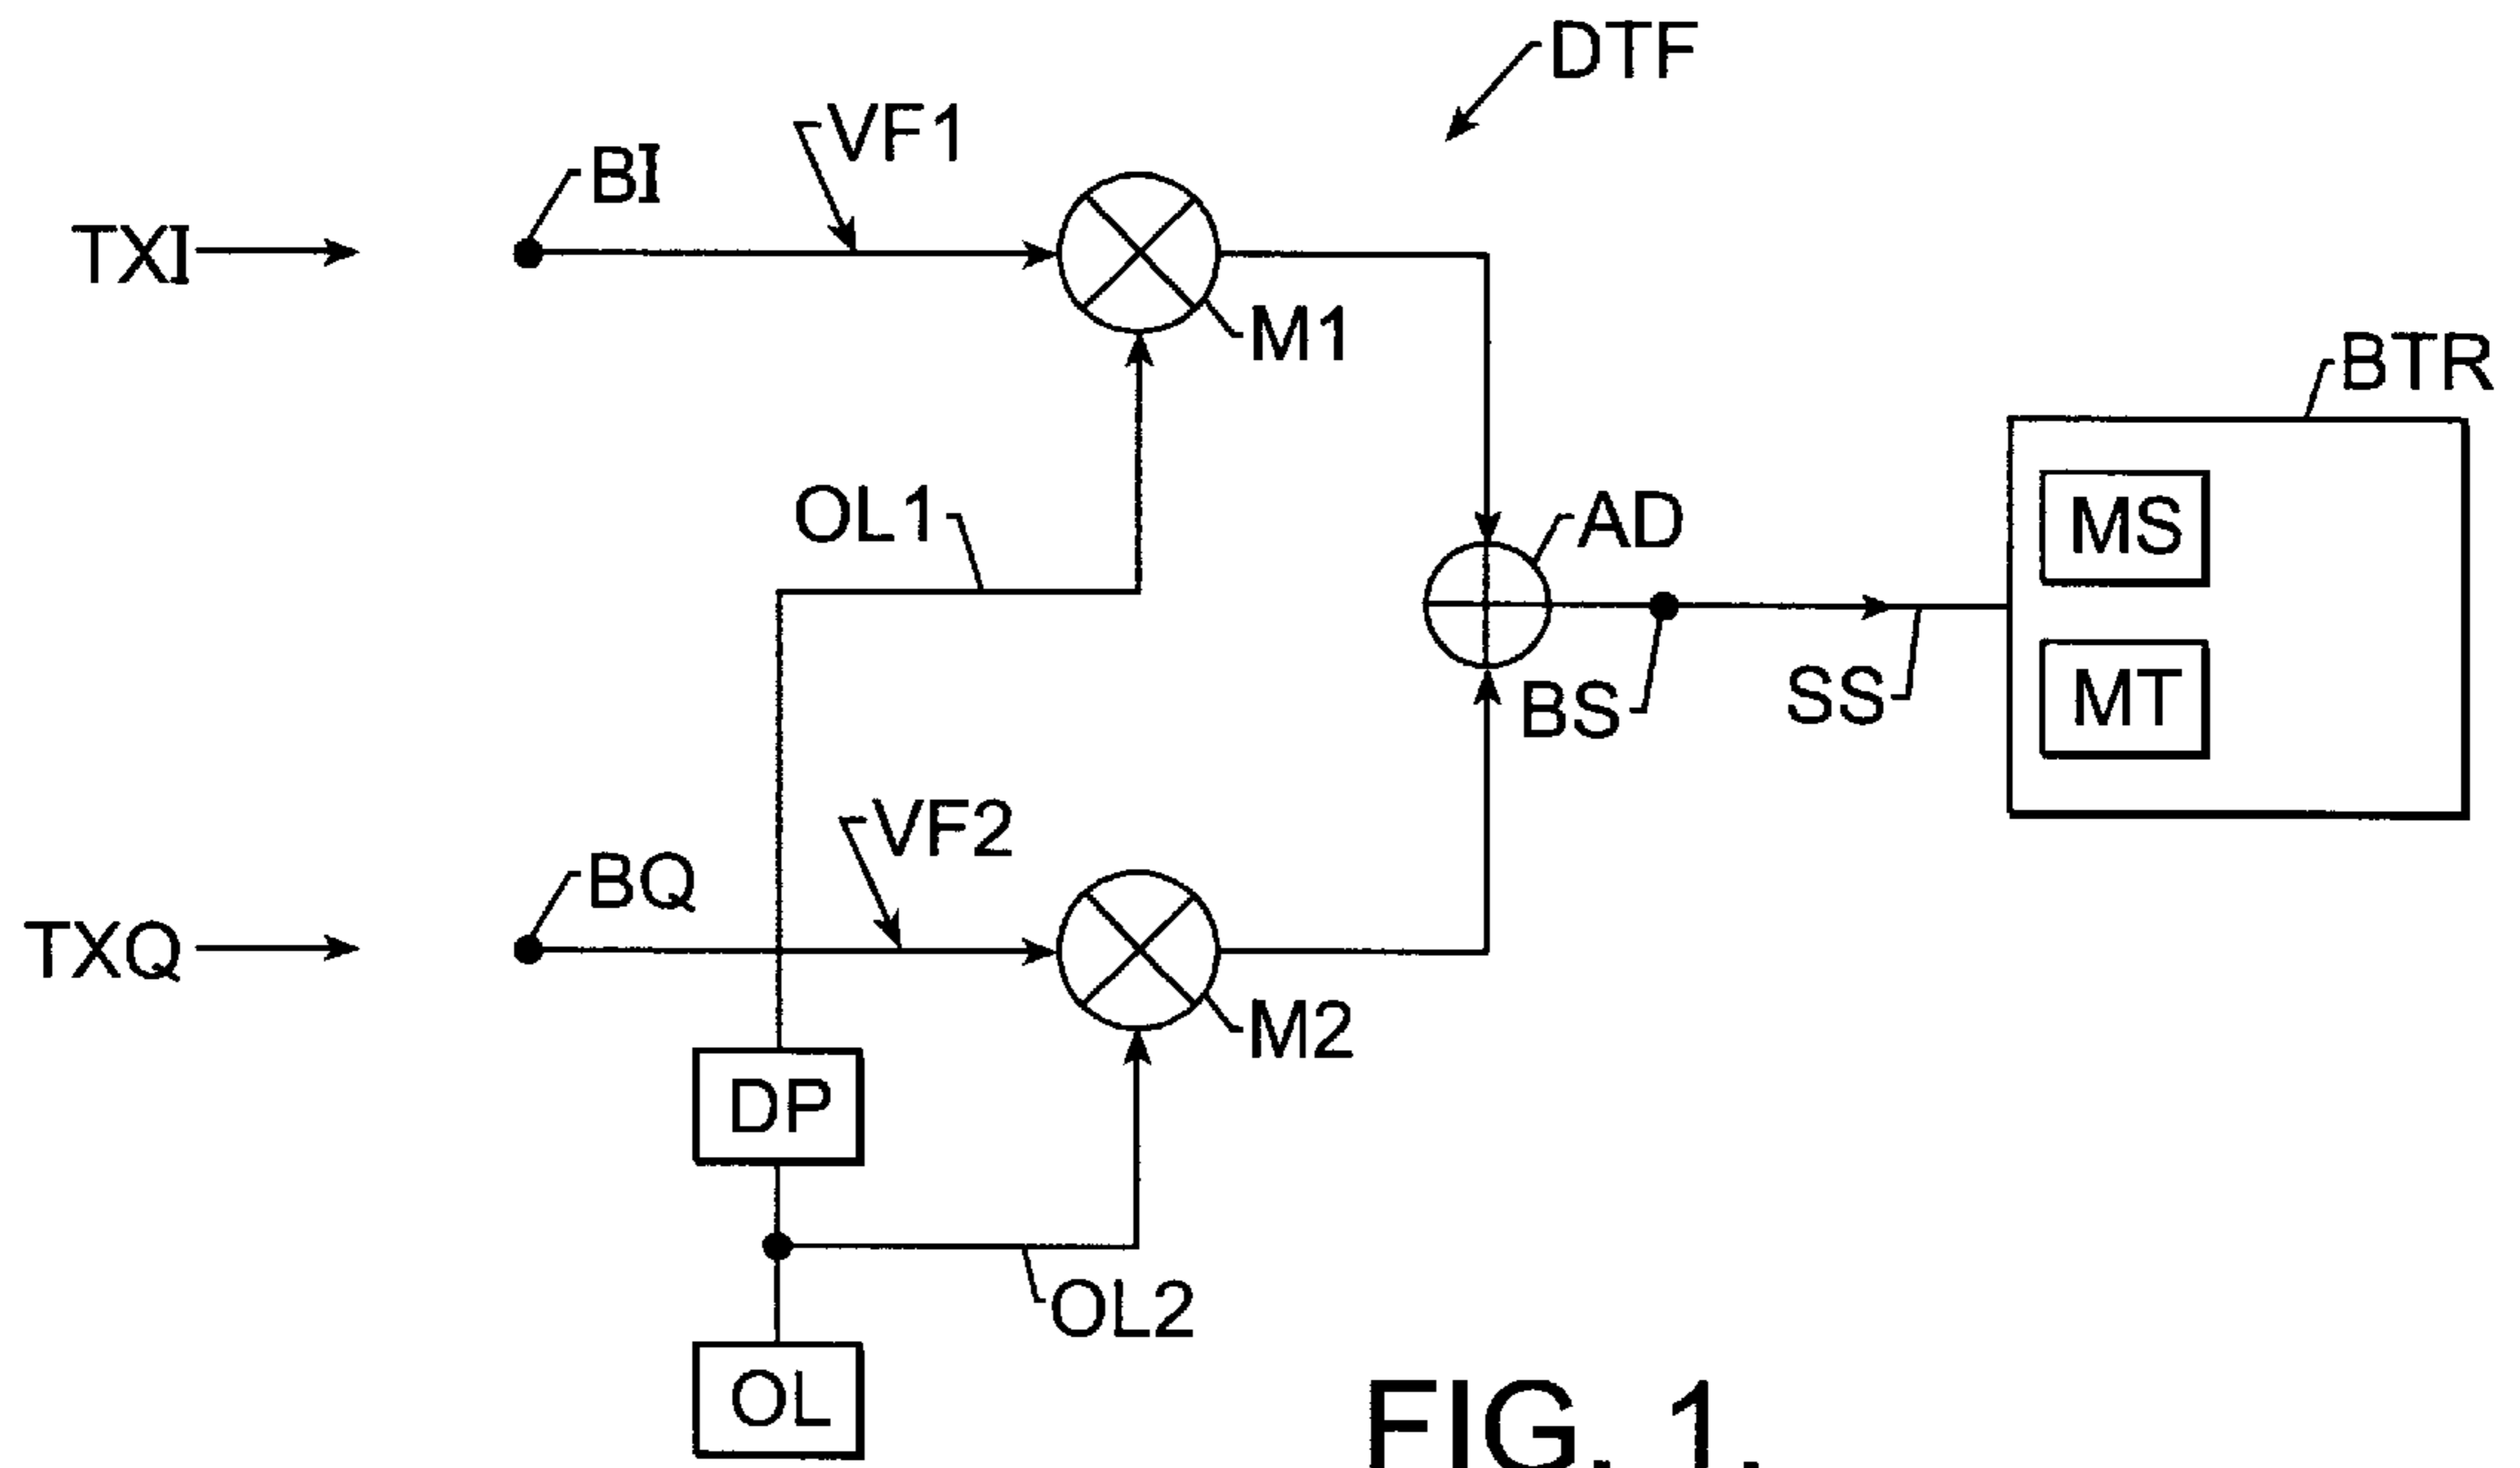 DTF
VF1
BI
TXI
M1
BTR
OL1
AD
MS
BS
SS
MT
VF2
BQ
TXQ
M2
DP
OL2
OL
FIG. 1.